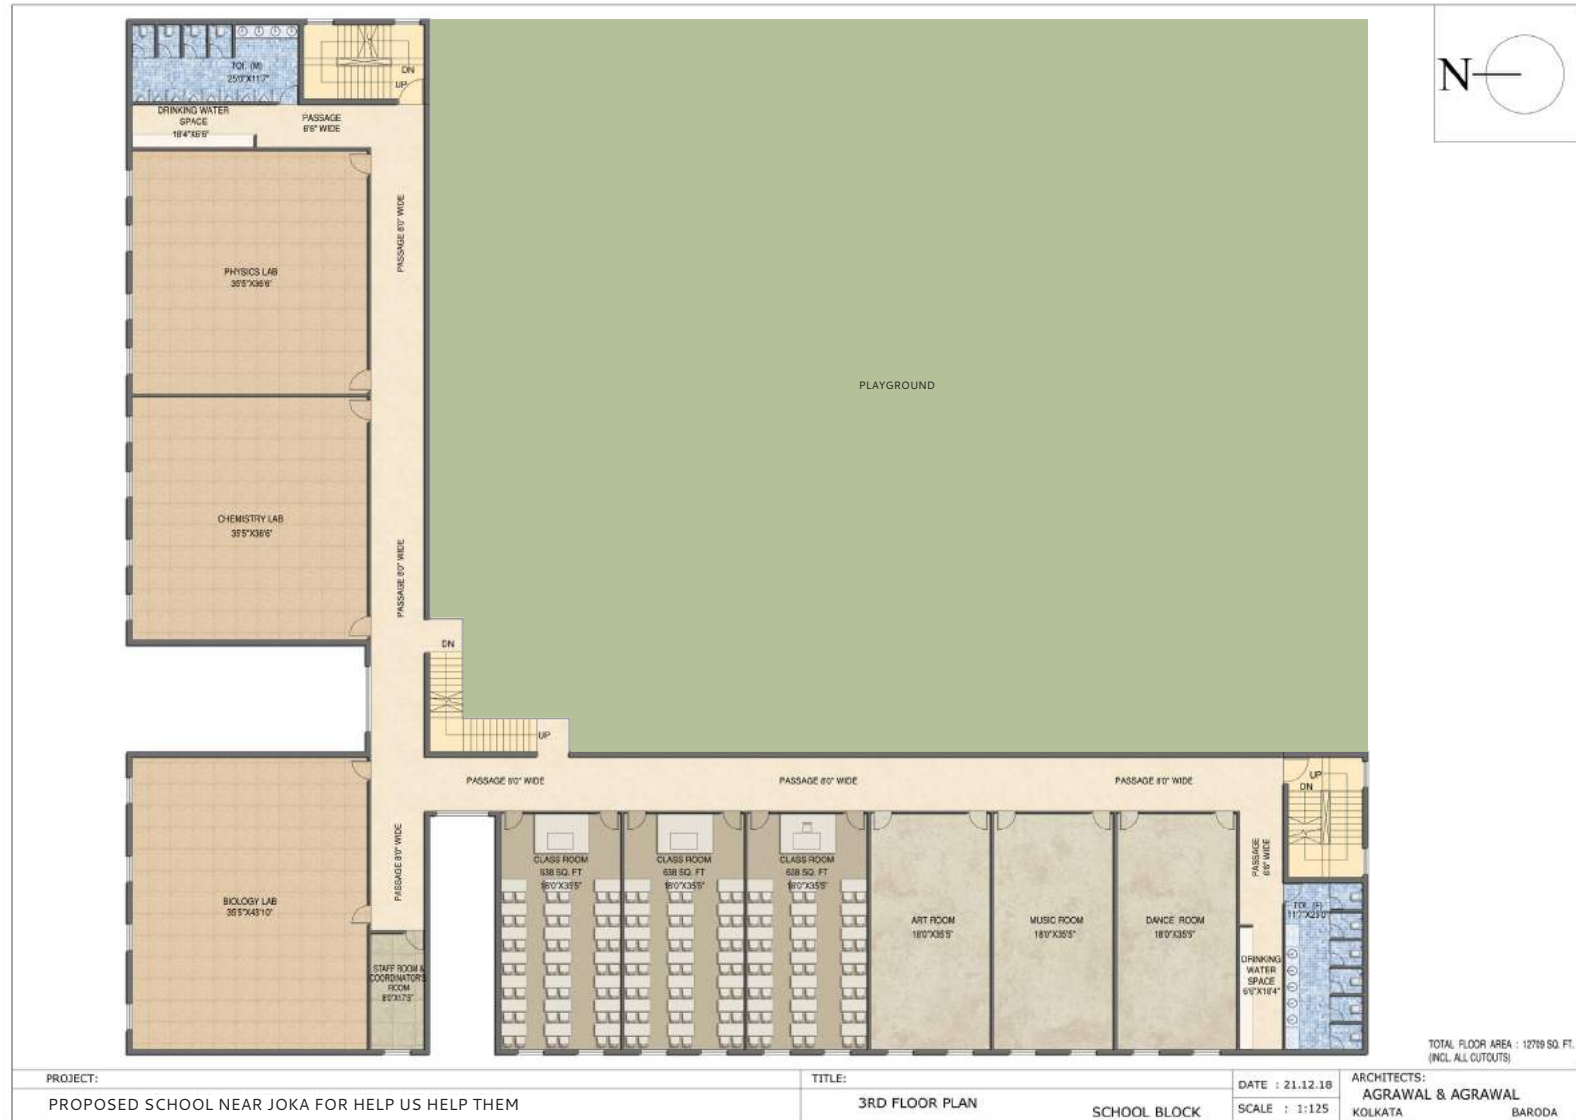 N
TOI. (M)
25'0"X11'7"
DN
UP
DRINKING WATER
SPACE
18'4"X6'6"
PASSAGE
6'6" WIDE
PASSAGE 8'0" WIDE
PHYSICS LAB
35'5"X36'6"
PLAYGROUND
CHEMISTRY LAB
35'5"X36'6"
PASSAGE 8'0" WIDE
DN
UP
PASSAGE 8'0" WIDE
PASSAGE 8'0" WIDE
PASSAGE 8'0" WIDE
UP
DN
PASSAGE 8'0" WIDE
BIOLOGY LAB
35'5"X43'10"
STAFF ROOM &
COORDINATOR'S
ROOM
8'0"X17'5"
CLASS ROOM
638 SQ. FT
18'0"X35'5"
CLASS ROOM
638 SQ. FT
18'0"X35'5"
CLASS ROOM
638 SQ. FT
18'0"X35'5"
ART ROOM
18'0"X35'5"
MUSIC ROOM
18'0"X35'5"
DANCE ROOM
18'0"X35'5"
PASSAGE
6'6" WIDE
TOI. (F)
11'7"X25'0"
DRINKING
WATER
SPACE
6'6"X18'4"
TOTAL FLOOR AREA : 12709 SQ. FT.
(INCL. ALL CUTOUTS)
PROJECT:
PROPOSED SCHOOL NEAR JOKA FOR HELP US HELP THEM
TITLE:
3RD FLOOR PLAN
SCHOOL BLOCK
DATE : 21.12.18
SCALE : 1:125
ARCHITECTS:
AGRAWAL & AGRAWAL
KOLKATA BARODA